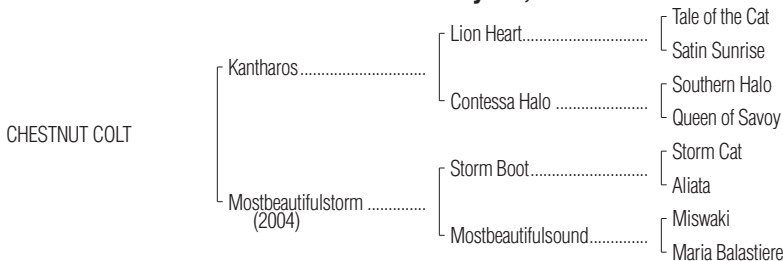 Tale of the Cat
Lion Heart..............................
Satin Sunrise
Kantharos..............................
Southern Halo
Contessa Halo ......................
Queen of Savoy
CHESTNUT COLT
Storm Cat
Storm Boot............................
Aliata
Mostbeautifulstorm ..............
(2004)
Miswaki
Mostbeautifulsound..............
Maria Balastiere